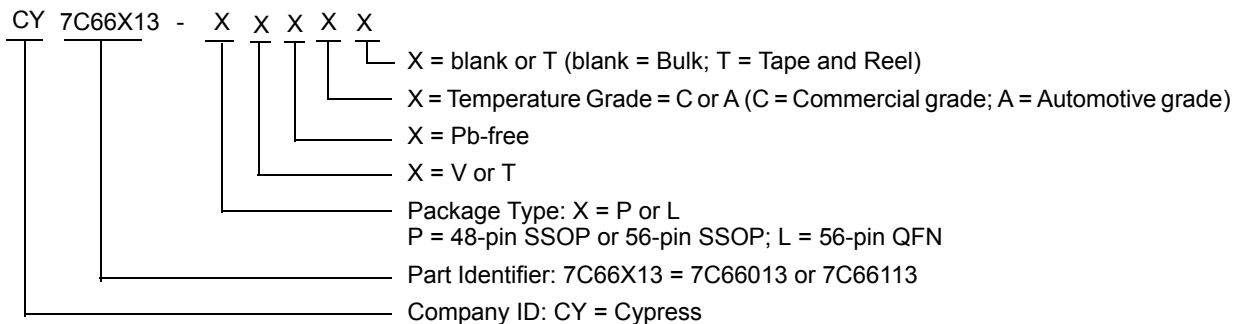 CY 7C66X13 - X X X X X
X = blank or T (blank = Bulk; T = Tape and Reel)
X = Temperature Grade = C or A (C = Commercial grade; A = Automotive grade)
X = Pb-free
X = V or T
Package Type: X = P or L
P = 48-pin SSOP or 56-pin SSOP; L = 56-pin QFN
Part Identifier: 7C66X13 = 7C66013 or 7C66113
Company ID: CY = Cypress